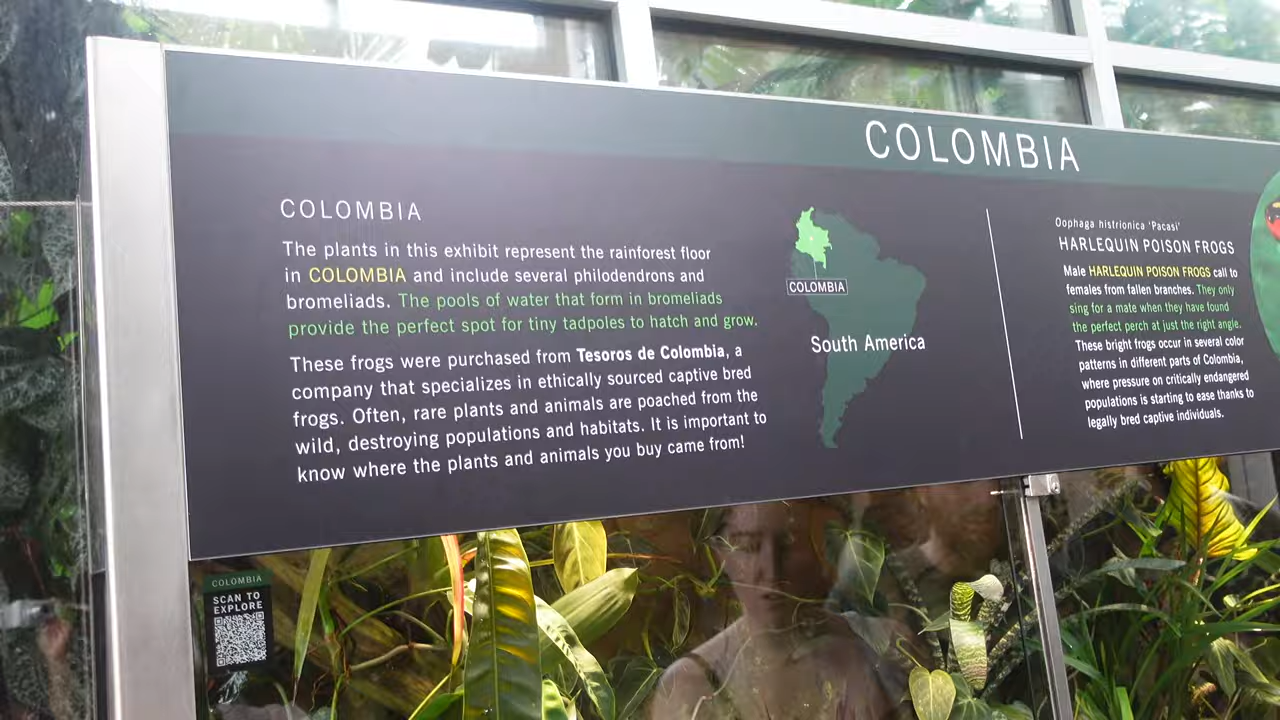 COLOMBIA
COLOMBIA
The plants in this exhibit represent the rainforest floor
in COLOMBIA and include several philodendrons and
bromeliads. The pools of water that form in bromeliads
provide the perfect spot for tiny tadpoles to hatch and grow.
These frogs were purchased from Tesoros de Colombia, a
company that specializes in ethically sourced captive bred
frogs. Often, rare plants and animals are poached from the
wild, destroying populations and habitats. It is important to
know where the plants and animals you buy came from!
COLOMBIA
South America
Oophaga histrionica 'Pacasi'
HARLEQUIN POISON FROGS
Male HARLEQUIN POISON FROGS call to
females from fallen branches. They only
sing for a mate when they have found
the perfect perch at just the right angle.
These bright frogs occur in several color
patterns in different parts of Colombia,
where pressure on critically endangered
populations is starting to ease thanks to
legally bred captive individuals.
COLOMBIA
SCAN TO
EXPLORE